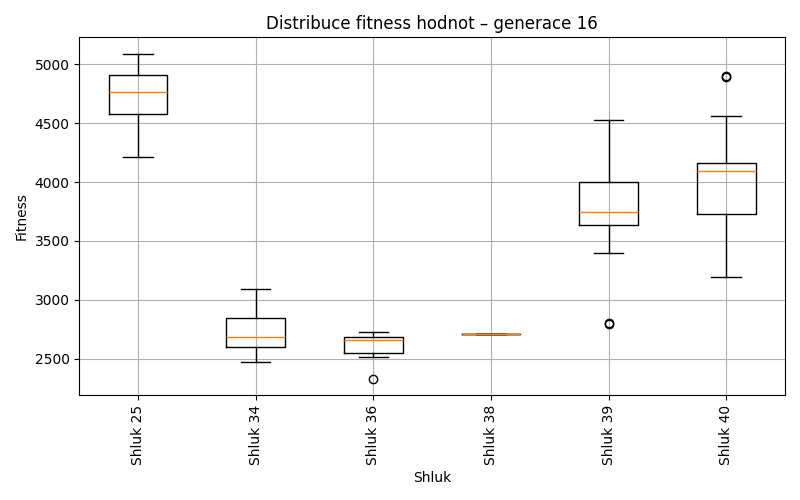 Distribuce fitness hodnot – generace 16
Fitness
5000
4500
4000
3500
3000
2500
Shluk 25
Shluk 34
Shluk 36
Shluk 38
Shluk 39
Shluk 40
Shluk